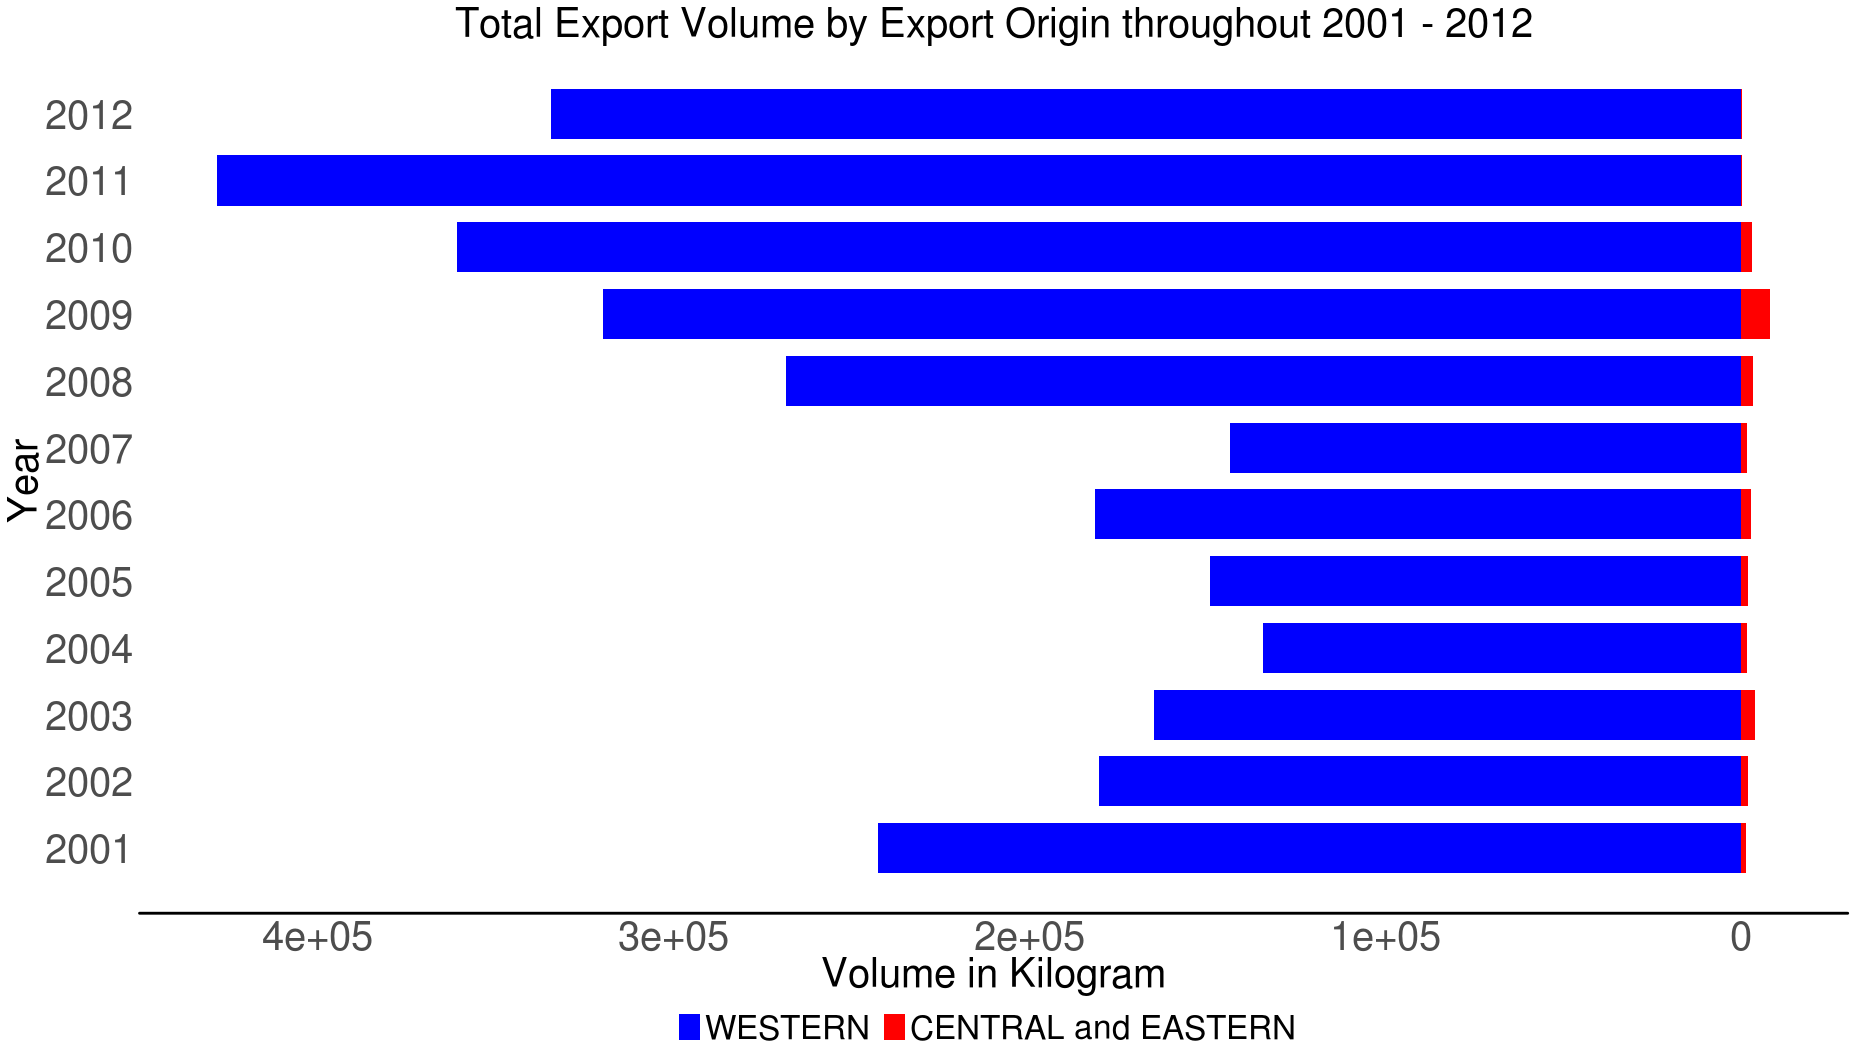 Total Export Volume by Export Origin throughout 2001 - 2012
2012
2011
2010
2009
2008
2007
2006
2005
2004
2003
2002
2001
Year
4e+05 3e+05 2e+05 1e+05 0
Volume in Kilogram
WESTERN CENTRAL and EASTERN